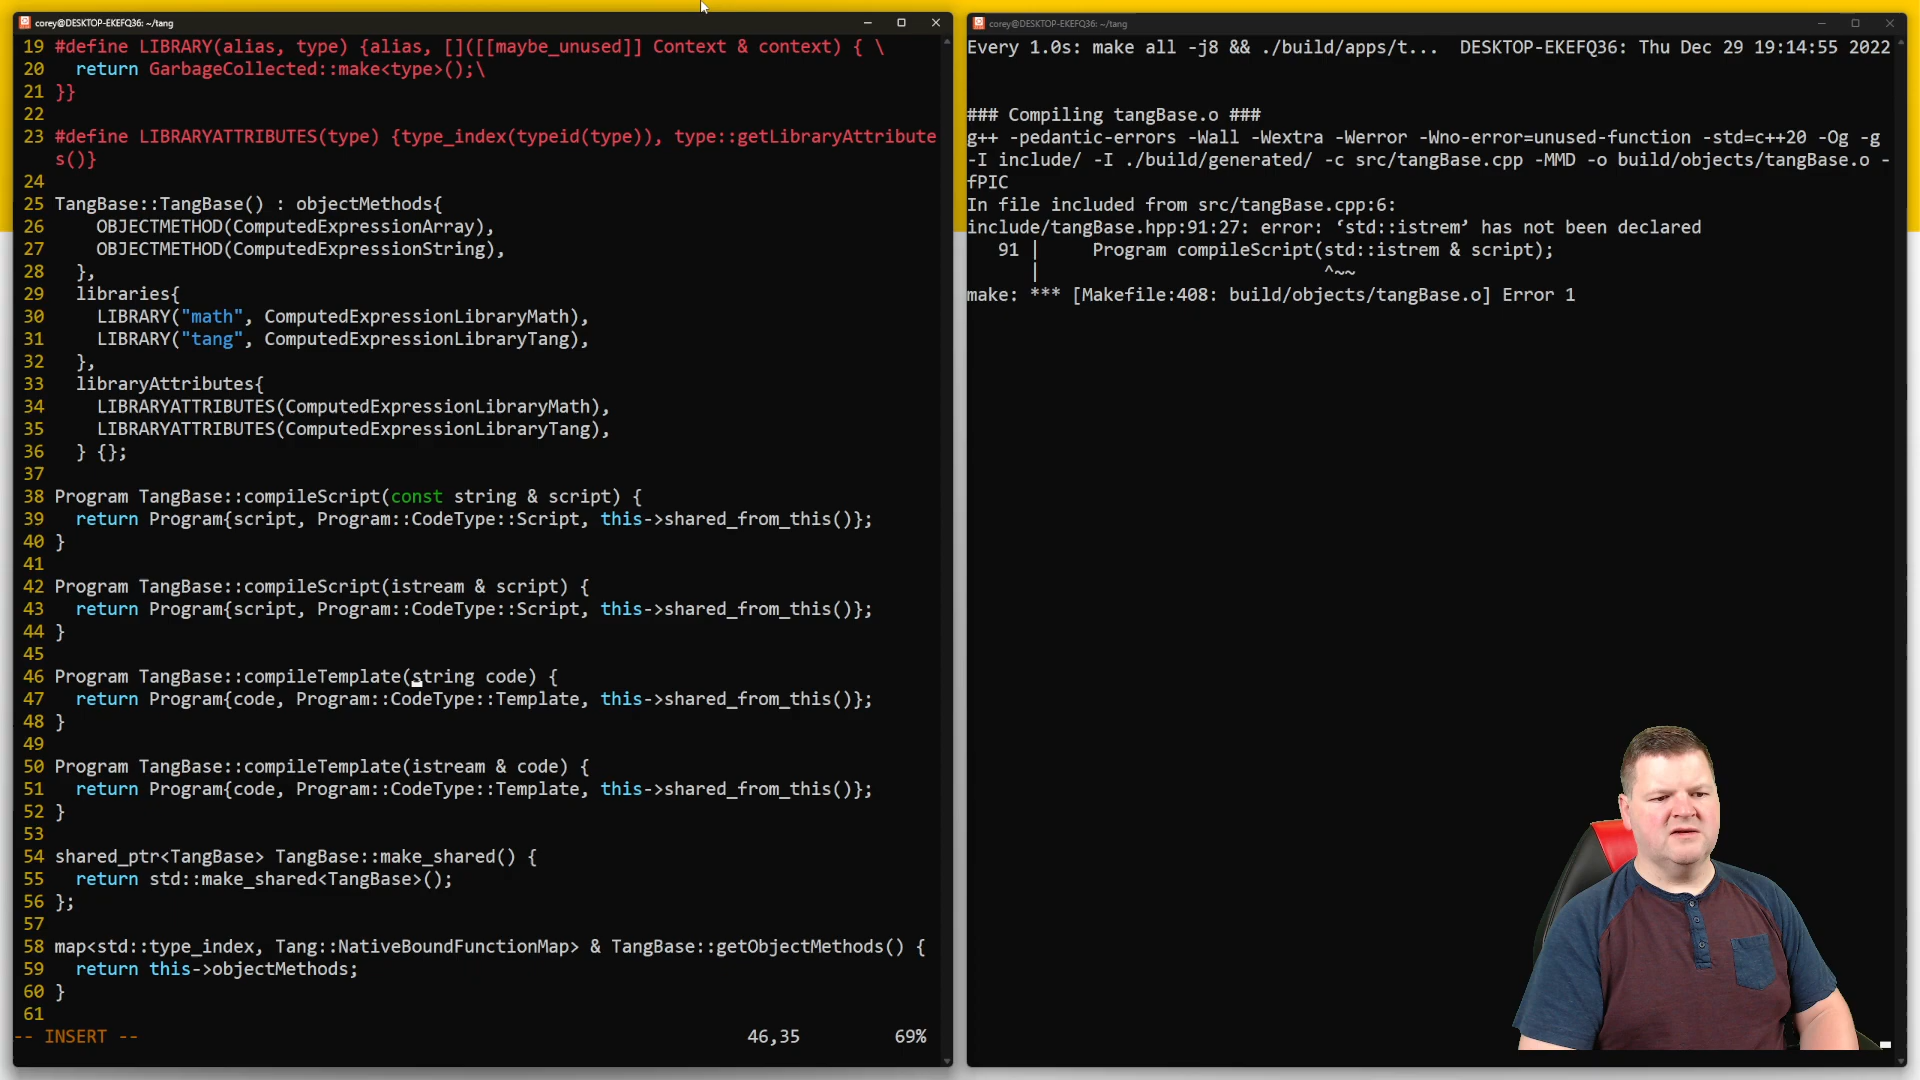 corey@DESKTOP-EKEFQ36: ~/tang
19 #define LIBRARY(alias, type) {alias, []([[maybe_unused]] Context & context) { \
20   return GarbageCollected::make<type>();\
21 }}
22
23 #define LIBRARYATTRIBUTES(type) {type_index(typeid(type)), type::getLibraryAttribute
s()}
24
25 TangBase::TangBase() : objectMethods{
26     OBJECTMETHOD(ComputedExpressionArray),
27     OBJECTMETHOD(ComputedExpressionString),
28   },
29   libraries{
30     LIBRARY("math", ComputedExpressionLibraryMath),
31     LIBRARY("tang", ComputedExpressionLibraryTang),
32   },
33   libraryAttributes{
34     LIBRARYATTRIBUTES(ComputedExpressionLibraryMath),
35     LIBRARYATTRIBUTES(ComputedExpressionLibraryTang),
36   } {};
37
38 Program TangBase::compileScript(const string & script) {
39   return Program{script, Program::CodeType::Script, this->shared_from_this()};
40 }
41
42 Program TangBase::compileScript(istream & script) {
43   return Program{script, Program::CodeType::Script, this->shared_from_this()};
44 }
45
46 Program TangBase::compileTemplate(string code) {
47   return Program{code, Program::CodeType::Template, this->shared_from_this()};
48 }
49
50 Program TangBase::compileTemplate(istream & code) {
51   return Program{code, Program::CodeType::Template, this->shared_from_this()};
52 }
53
54 shared_ptr<TangBase> TangBase::make_shared() {
55   return std::make_shared<TangBase>();
56 };
57
58 map<std::type_index, Tang::NativeBoundFunctionMap> & TangBase::getObjectMethods() {
59   return this->objectMethods;
60 }
61
-- INSERT -- 46,35 69%
corey@DESKTOP-EKEFQ36: ~/tang
Every 1.0s: make all -j8 && ./build/apps/t... DESKTOP-EKEFQ36: Thu Dec 29 19:14:55 2022
### Compiling tangBase.o ###
g++ -pedantic-errors -Wall -Wextra -Werror -Wno-error=unused-function -std=c++20 -Og -g
-I include/ -I ./build/generated/ -c src/tangBase.cpp -MMD -o build/objects/tangBase.o -
fPIC
In file included from src/tangBase.cpp:6:
include/tangBase.hpp:91:27: error: ‘std::istrem’ has not been declared
91 |     Program compileScript(std::istrem & script);
|                           ^~~
make: *** [Makefile:408: build/objects/tangBase.o] Error 1